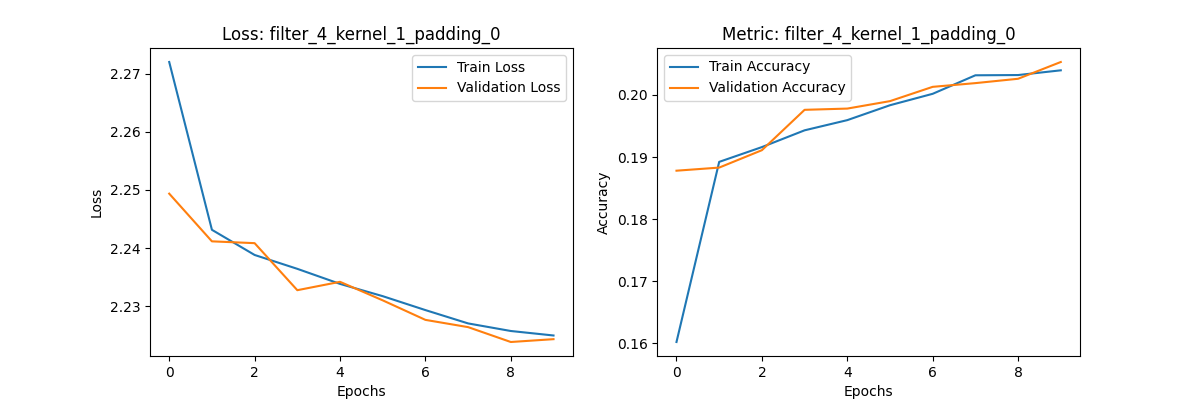 Loss: filter_4_kernel_1_padding_0
Train Loss
Validation Loss
2.27
2.26
2.25
2.24
2.23
Loss
0 2 4 6 8
Epochs
Metric: filter_4_kernel_1_padding_0
Train Accuracy
Validation Accuracy
0.20
0.19
0.18
0.17
0.16
Accuracy
0 2 4 6 8
Epochs